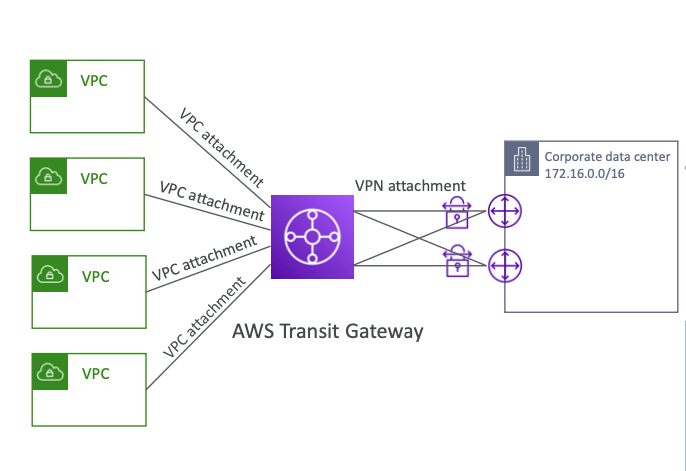 VPC
VPC attachment
VPC
VPC attachment
VPC
VPC attachment
VPC
VPC attachment
AWS Transit Gateway
VPN attachment
Corporate data center
172.16.0.0/16